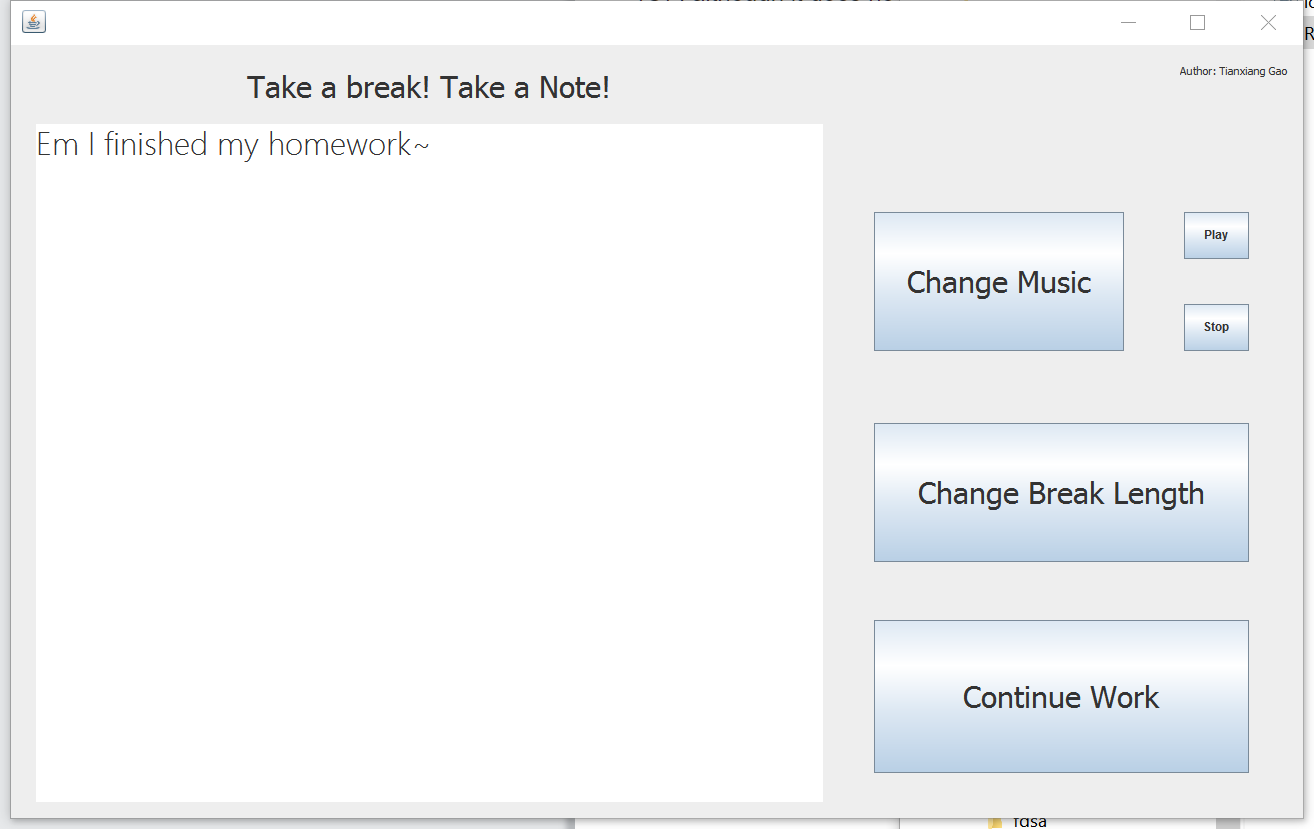 Take a break! Take a Note!
Author: Tianxiang Gao
Em I finished my homework~
Change Music
Play
Stop
Change Break Length
Continue Work
fdsa